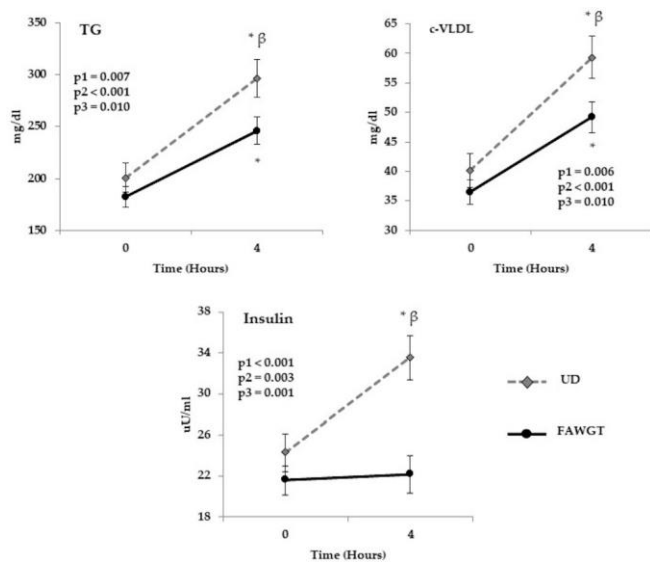 TG
* β
350
300
250
200
150
mg/dl
p1 = 0.007
p2 < 0.001
p3 = 0.010
*
0
4
Time (Hours)
c-VLDL
* β
70
65
60
55
50
45
40
35
30
mg/dl
*
p1 = 0.006
p2 < 0.001
p3 = 0.010
0
4
Time (Hours)
Insulin
* β
38
34
26
22
18
uU/ml
p1 < 0.001
p2 = 0.003
p3 = 0.001
0
4
Time (Hours)
UD
FAWGT